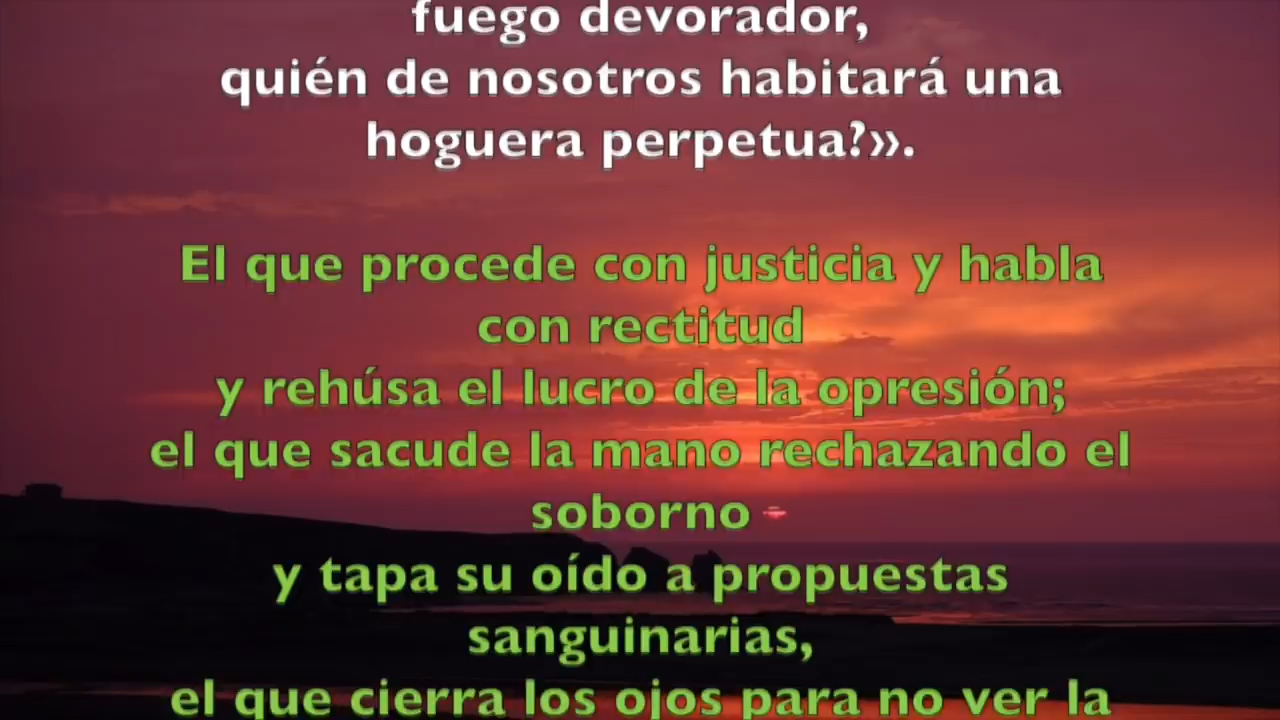 fuego devorador,
quién de nosotros habitará una
hoguera perpetua?».
El que procede con justicia y habla
con rectitud
y rehúsa el lucro de la opresión;
el que sacude la mano rechazando el
soborno
y tapa su oído a propuestas
sanguinarias,
el que cierra los ojos para no ver la